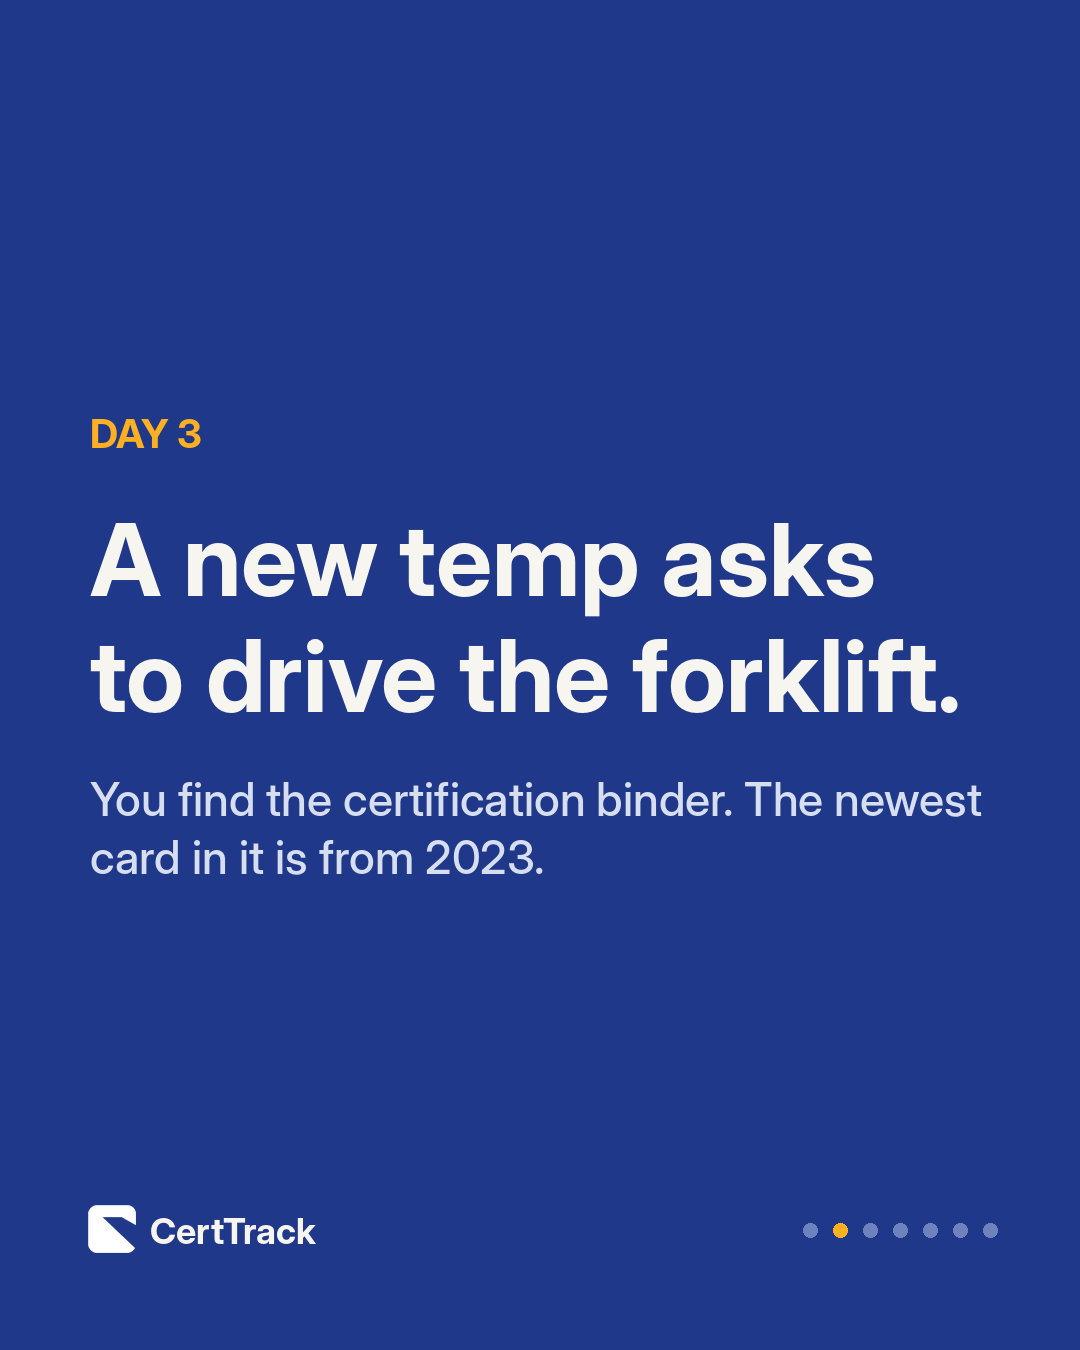 DAY 3
A new temp asks
to drive the forklift.
You find the certification binder. The newest
card in it is from 2023.
CertTrack